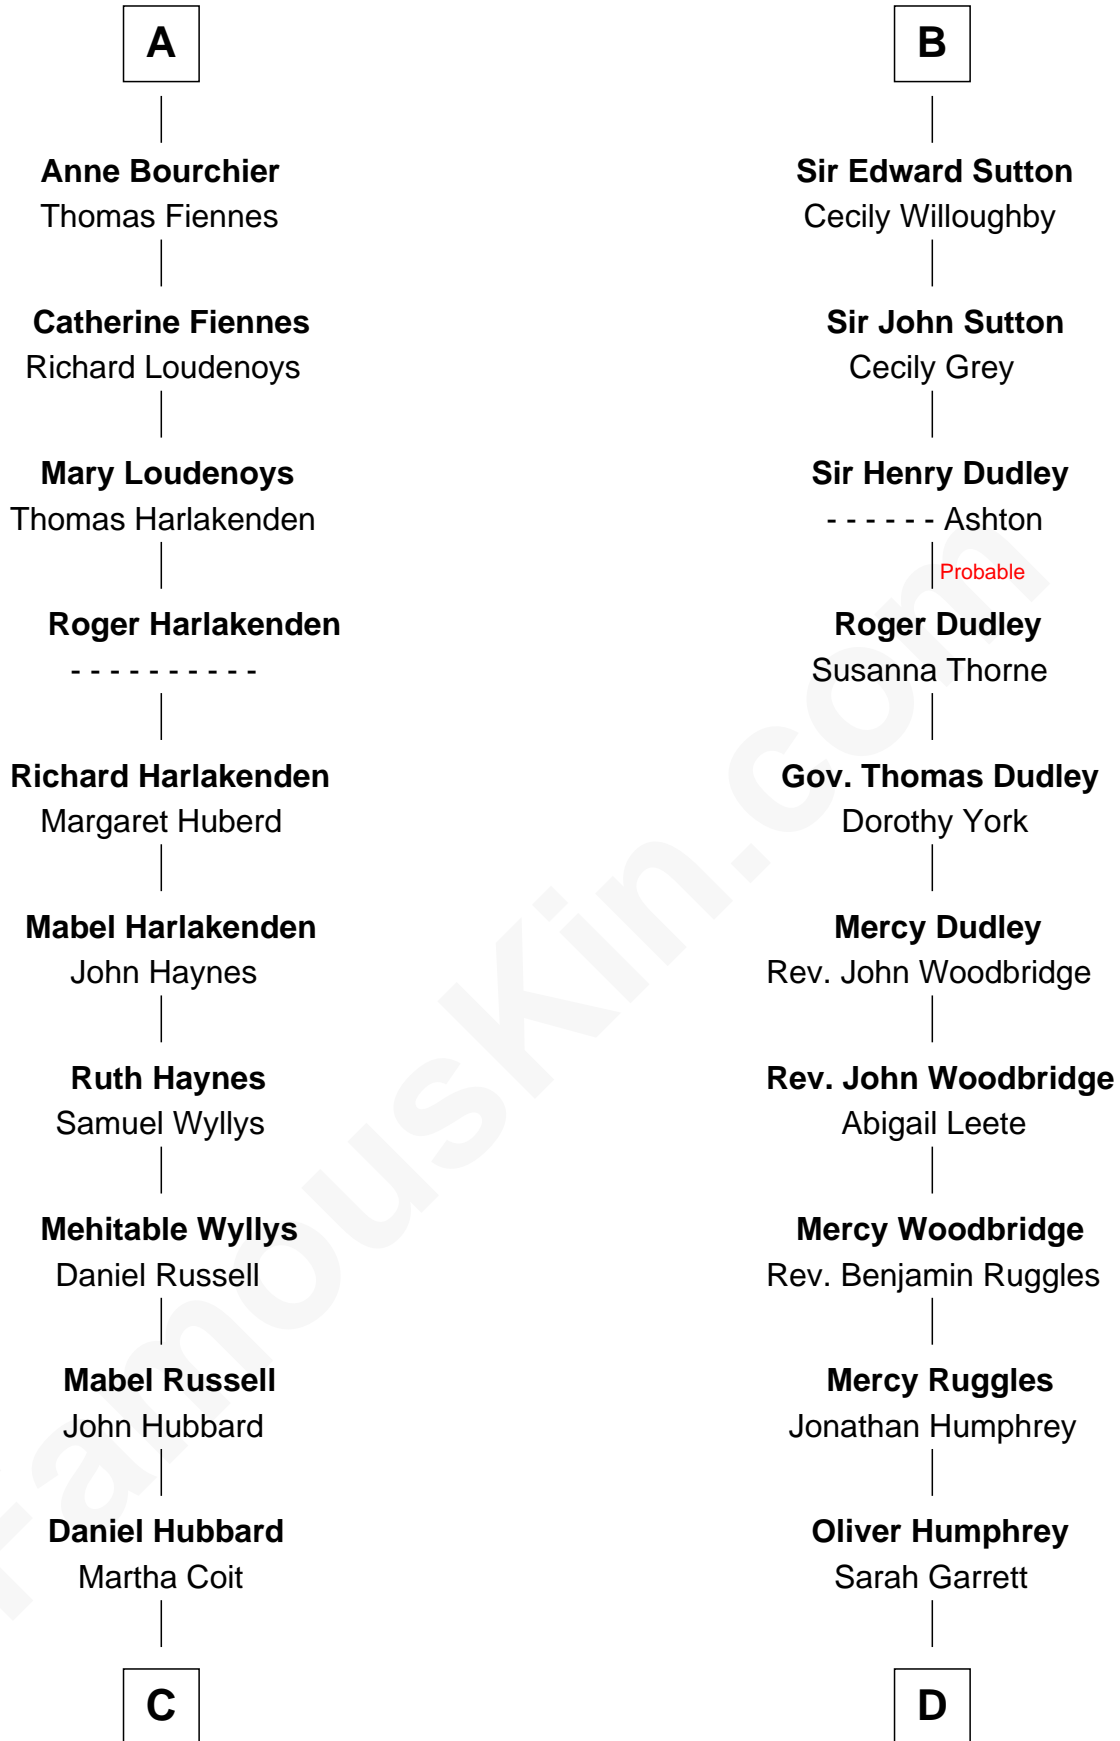 A
Anne Bourchier
Thomas Fiennes
Catherine Fiennes
Richard Loudenoys
Mary Loudenoys
Thomas Harlakenden
Roger Harlakenden
- - - - - - - - - -
Richard Harlakenden
Margaret Huberd
Mabel Harlakenden
John Haynes
Ruth Haynes
Samuel Wyllys
Mehitable Wyllys
Daniel Russell
Mabel Russell
John Hubbard
Daniel Hubbard
Martha Coit
C
B
Sir Edward Sutton
Cecily Willoughby
Sir John Sutton
Cecily Grey
Sir Henry Dudley
- - - - - - Ashton
Probable
Roger Dudley
Susanna Thorne
Gov. Thomas Dudley
Dorothy York
Mercy Dudley
Rev. John Woodbridge
Rev. John Woodbridge
Abigail Leete
Mercy Woodbridge
Rev. Benjamin Ruggles
Mercy Ruggles
Jonathan Humphrey
Oliver Humphrey
Sarah Garrett
D
FamousKin.com